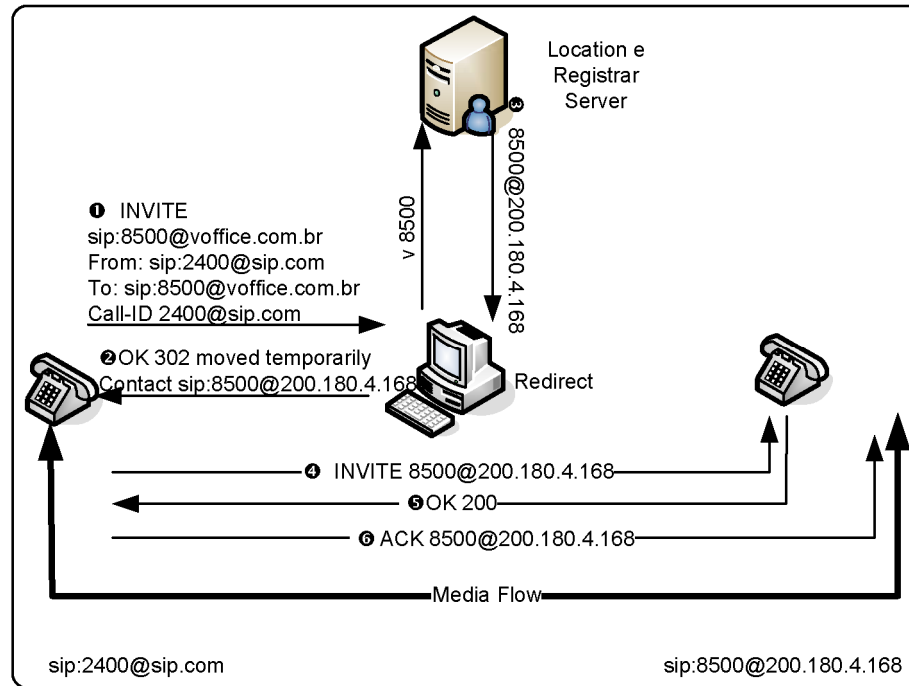 Location e
Registrar
Server
❸ 8500@200.180.4.168
v 8500
❶ INVITE
sip:8500@voffice.com.br
From: sip:2400@sip.com
To: sip:8500@voffice.com.br
Call-ID 2400@sip.com
❷OK 302 moved temporarily
Contact sip:8500@200.180.4.168
Redirect
❹ INVITE 8500@200.180.4.168
❺OK 200
❻ ACK 8500@200.180.4.168
Media Flow
sip:2400@sip.com
sip:8500@200.180.4.168